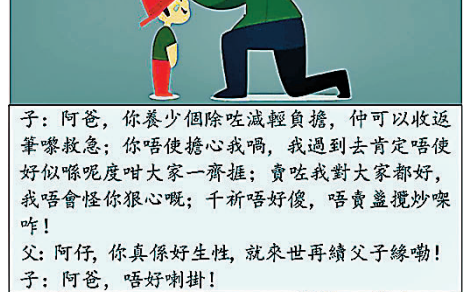 子：阿爸，你養少個除咗減輕負擔，仲可以收返
筆嚟救急；你唔使擔心我喎，我過到去肯定唔使
好似喺呢度咁大家一齊捱；賣咗我對大家都好，
我唔會怪你狠心嘅；千祈唔好傻，唔賣盞攬炒㗎
咋！
父：阿仔，你真係好生性，就來世再續父子緣嘞！
子：阿爸，唔好喇掛！